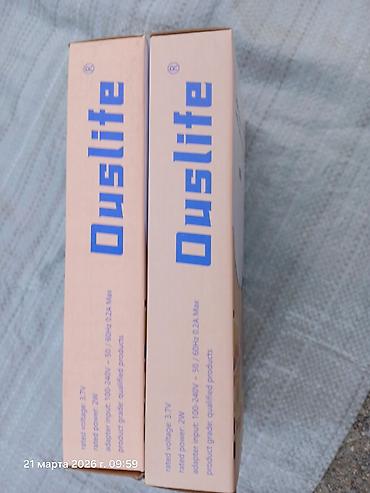 Ouslife®
rated voltage: 3.7V
rated power: 2W
adapter input: 100-240V ~ 50 / 60Hz 0.2A Max
product grade: qualified products
Ouslife®
rated voltage: 3.7V
rated power: 2W
adapter input: 100-240V ~ 50 / 60Hz 0.2A Max
product grade: qualified products
21 марта 2026 г. 09:59